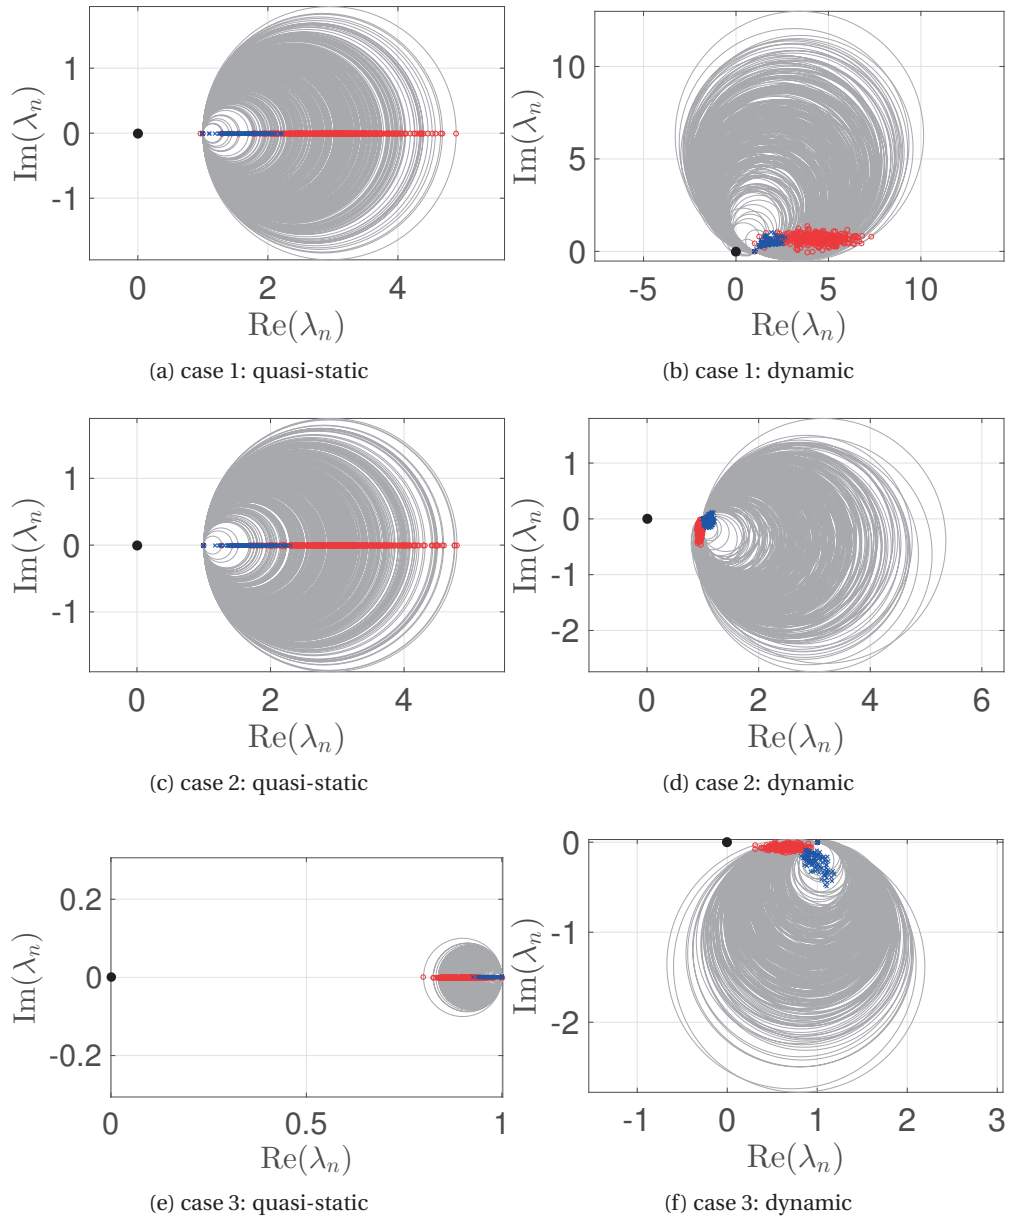 1
0
-1
Im(λₙ)
0
2
4
Re(λₙ)
(a) case 1: quasi-static
10
5
0
Im(λₙ)
-5
0
5
10
Re(λₙ)
(b) case 1: dynamic
1
0
-1
Im(λₙ)
0
2
4
Re(λₙ)
(c) case 2: quasi-static
1
0
-1
-2
Im(λₙ)
0
2
4
6
Re(λₙ)
(d) case 2: dynamic
0.2
0
-0.2
Im(λₙ)
0
0.5
1
Re(λₙ)
(e) case 3: quasi-static
0
-1
-2
Im(λₙ)
-1
0
1
2
3
Re(λₙ)
(f) case 3: dynamic